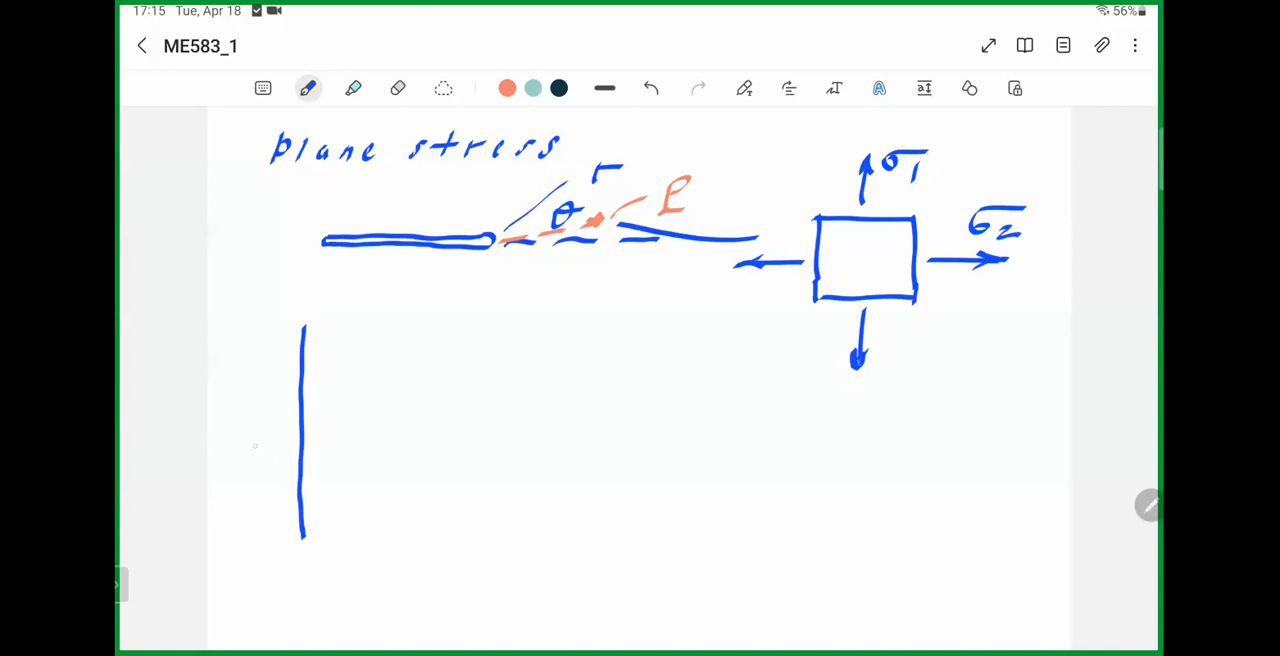 17:15 Tue, Apr 18 56%
ME583_1
plane stress
r
θ
ρ
σ1
σ2